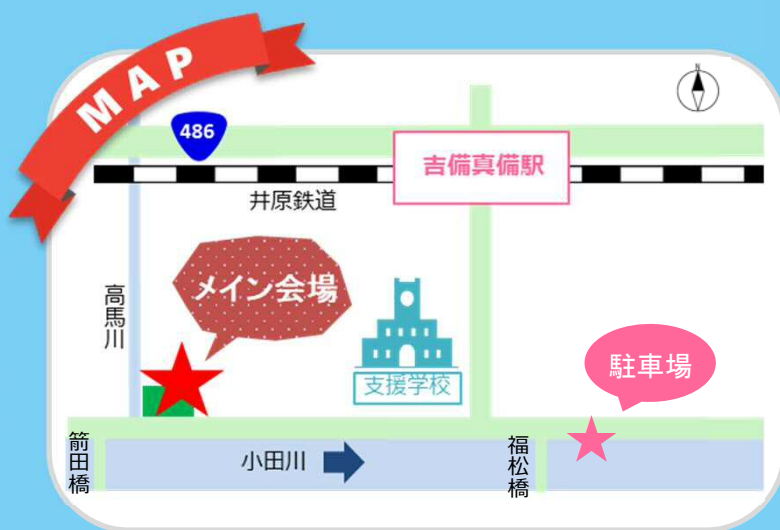 MAP
N
486
吉備真備駅
井原鉄道
メイン会場
高馬川
支援学校
駐車場
箭田橋
小田川
福松橋